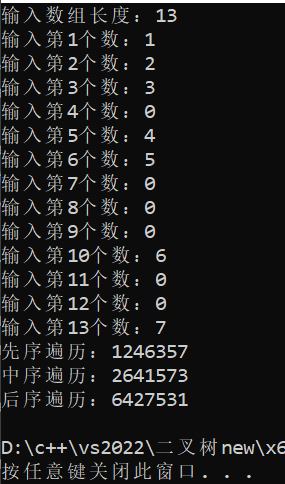 输入数组长度：13
输入第1个数：1
输入第2个数：2
输入第3个数：3
输入第4个数：0
输入第5个数：4
输入第6个数：5
输入第7个数：0
输入第8个数：0
输入第9个数：0
输入第10个数：6
输入第11个数：0
输入第12个数：0
输入第13个数：7
先序遍历：1246357
中序遍历：2641573
后序遍历：6427531
D:\c++\vs2022\二叉树new\x6
按任意键关闭此窗口．．．